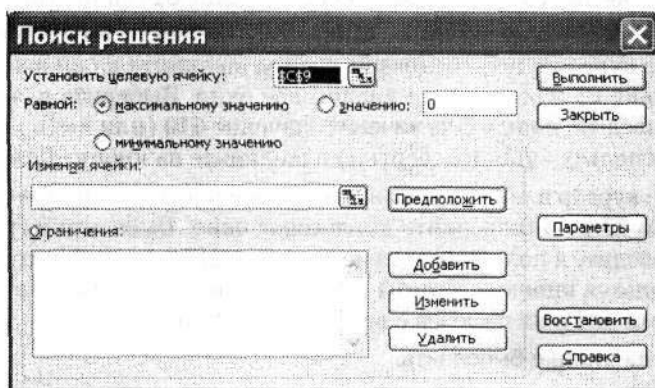 Поиск решения
Установить целевую ячейку: $C$9
Выполнить
Равной: максимальному значению значению: 0
Закрыть
минимальному значению
Изменяя ячейки:
Предположить
Ограничения:
Параметры
Добавить
Изменить
Удалить
Восстановить
Справка